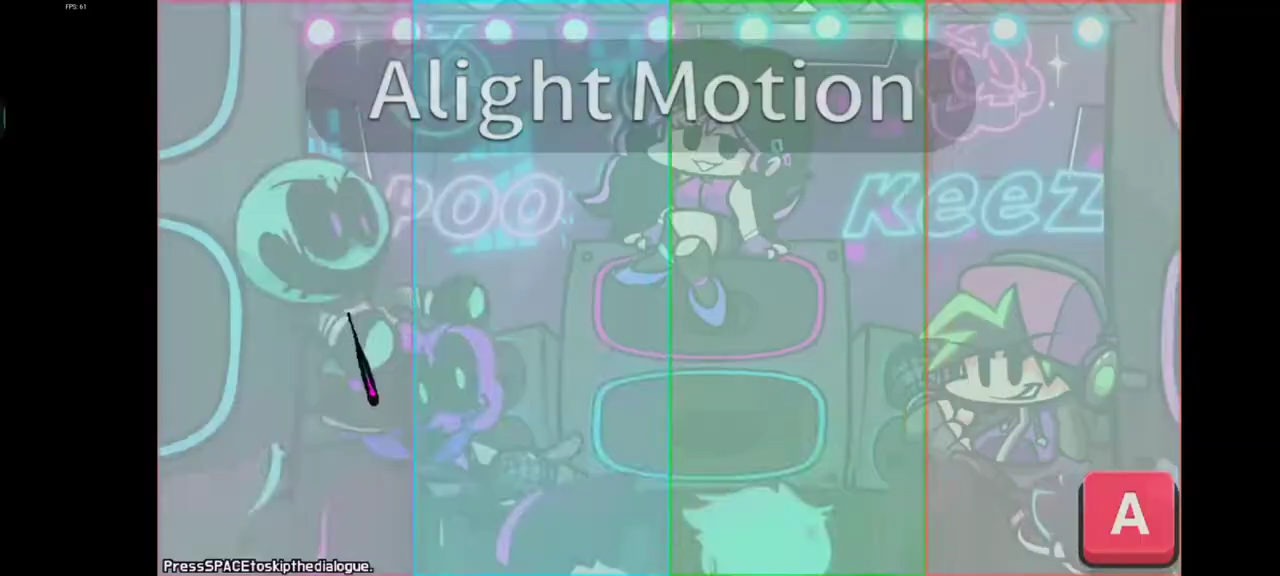 FPS: 61
Alight Motion
POO
KEEZ
A
PressSPACEtoskipthedialogue.